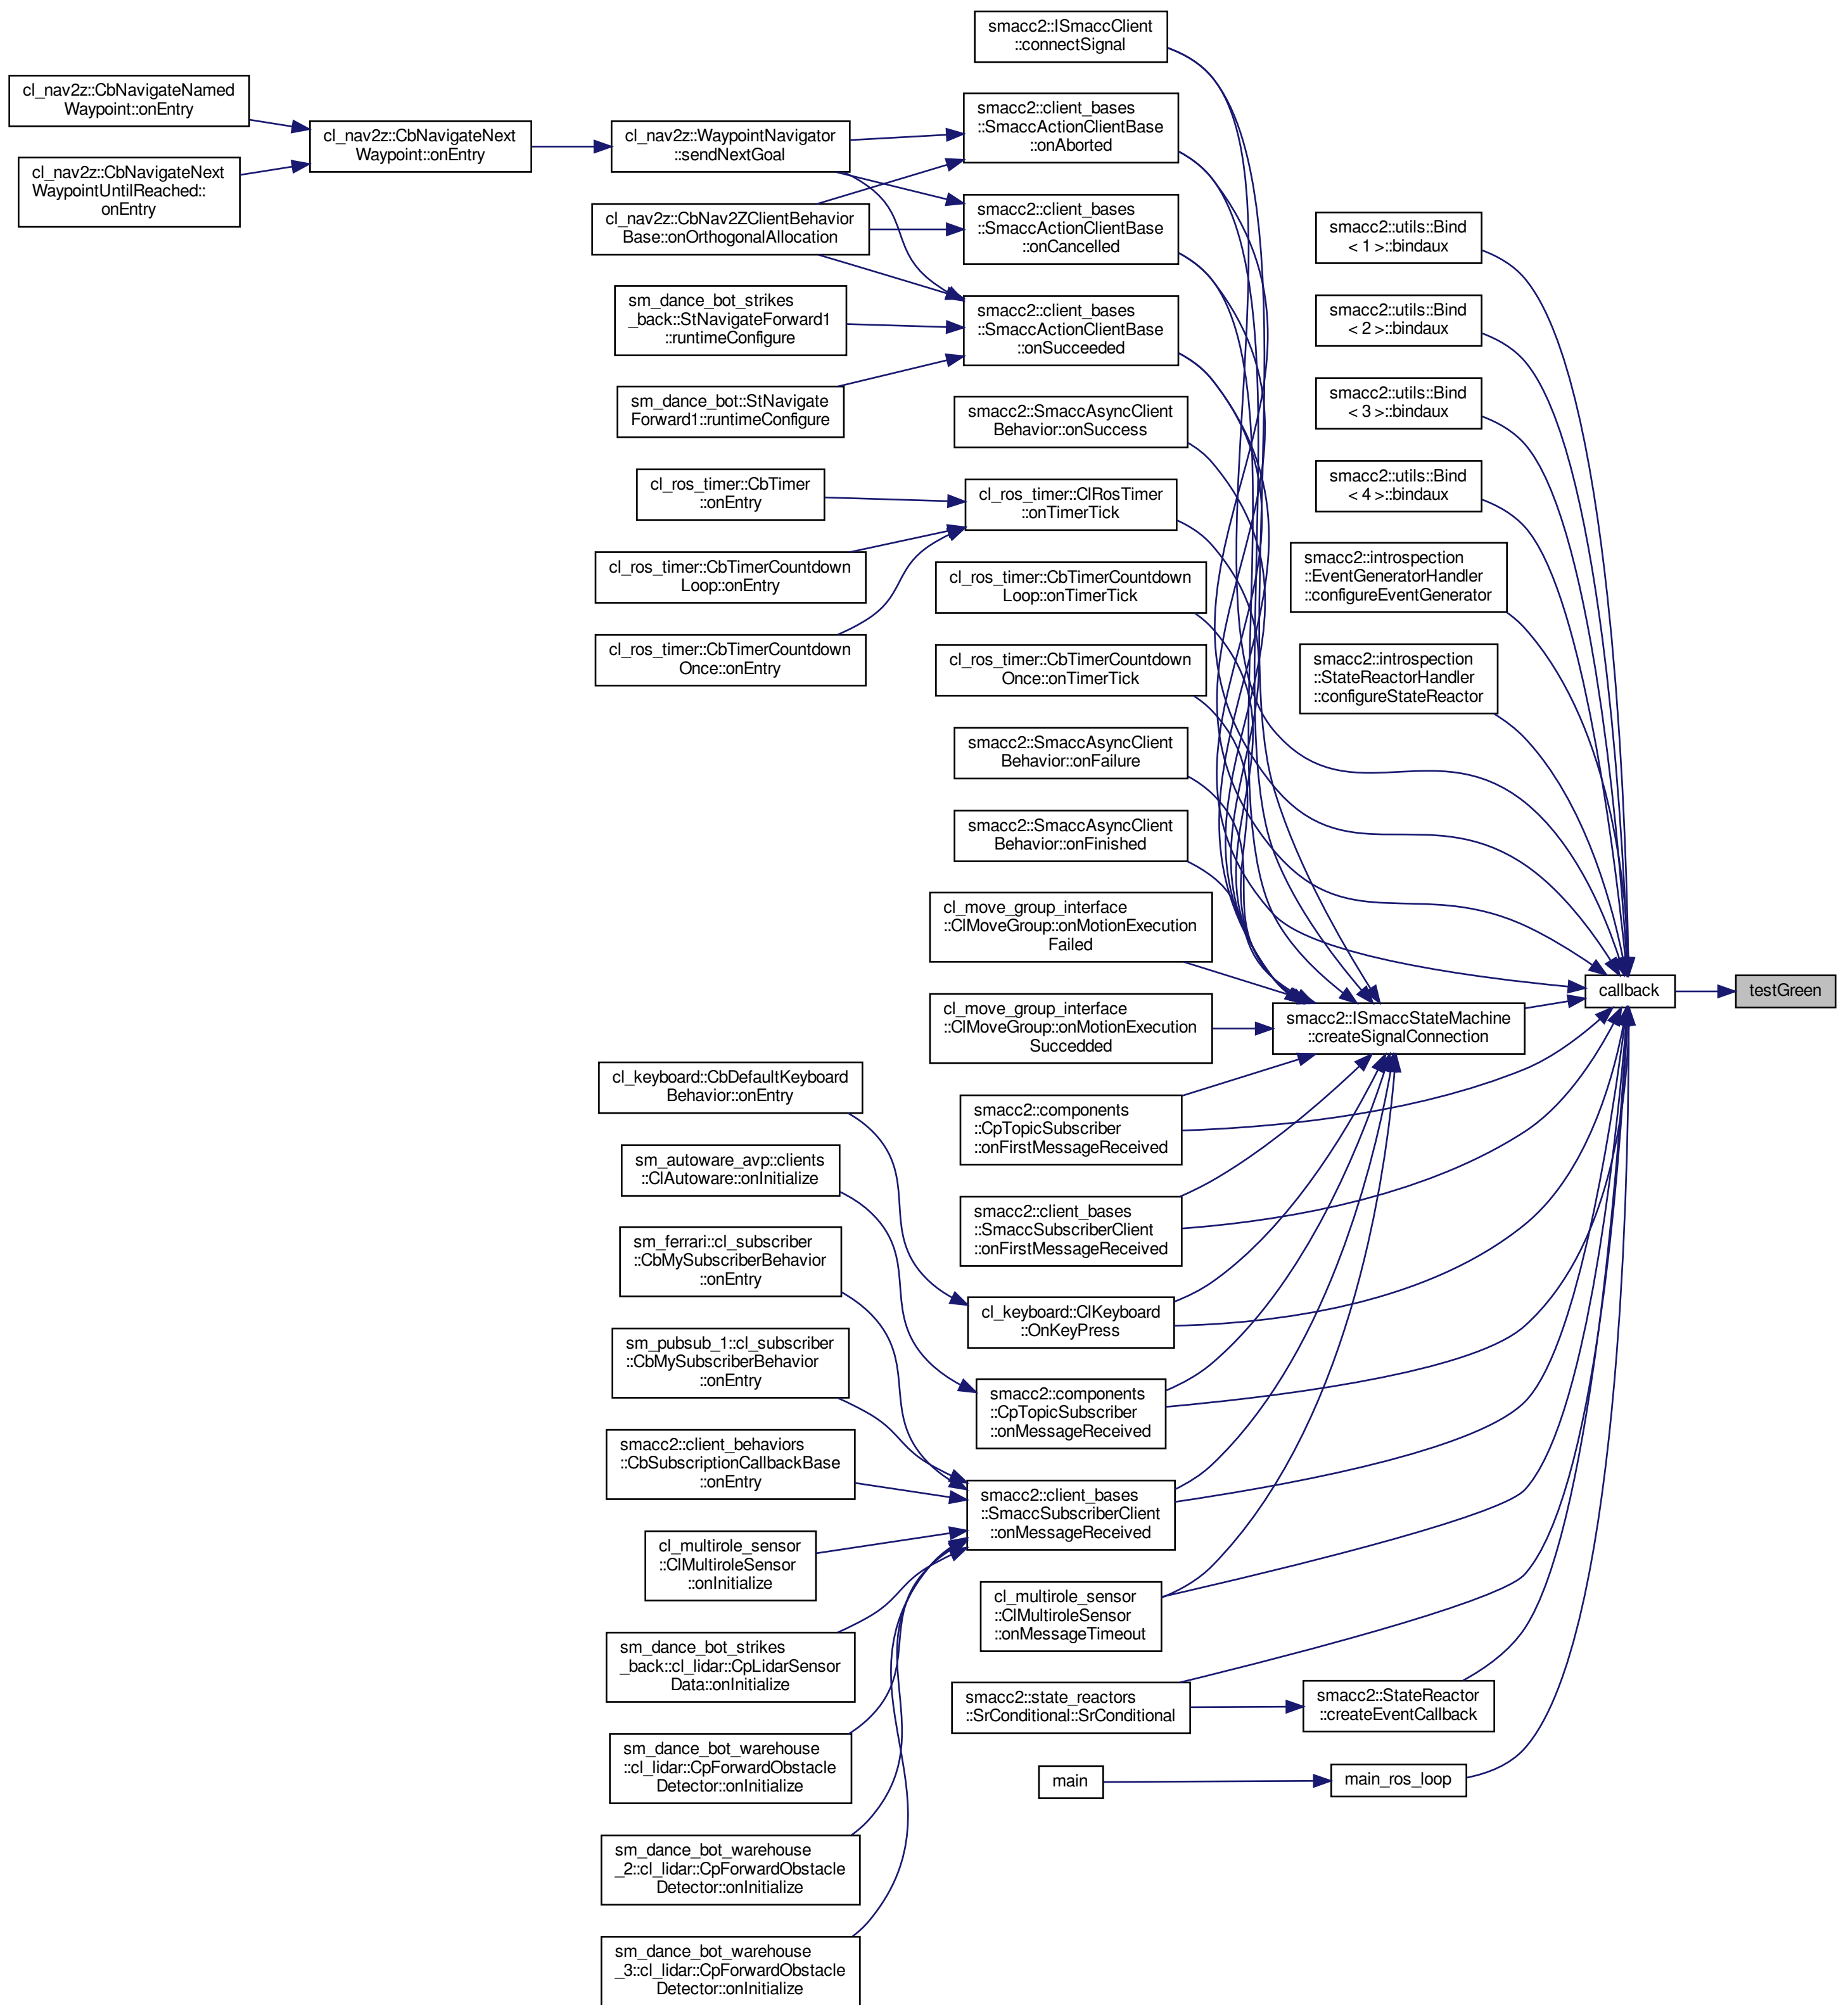 smacc2::ISmaccClient
::connectSignal
cl_nav2z::CbNavigateNamed
Waypoint::onEntry
cl_nav2z::CbNavigateNext
WaypointUntilReached::
onEntry
cl_nav2z::CbNavigateNext
Waypoint::onEntry
cl_nav2z::WaypointNavigator
::sendNextGoal
smacc2::client_bases
::SmaccActionClientBase
::onAborted
cl_nav2z::CbNav2ZClientBehavior
Base::onOrthogonalAllocation
smacc2::client_bases
::SmaccActionClientBase
::onCancelled
sm_dance_bot_strikes
_back::StNavigateForward1
::runtimeConfigure
smacc2::client_bases
::SmaccActionClientBase
::onSucceeded
sm_dance_bot::StNavigate
Forward1::runtimeConfigure
smacc2::SmaccAsyncClient
Behavior::onSuccess
cl_ros_timer::CbTimer
::onEntry
cl_ros_timer::ClRosTimer
::onTimerTick
cl_ros_timer::CbTimerCountdown
Loop::onEntry
cl_ros_timer::CbTimerCountdown
Loop::onTimerTick
cl_ros_timer::CbTimerCountdown
Once::onEntry
cl_ros_timer::CbTimerCountdown
Once::onTimerTick
smacc2::SmaccAsyncClient
Behavior::onFailure
smacc2::SmaccAsyncClient
Behavior::onFinished
cl_move_group_interface
::ClMoveGroup::onMotionExecution
Failed
cl_move_group_interface
::ClMoveGroup::onMotionExecution
Succedded
smacc2::utils::Bind
< 1 >::bindaux
smacc2::utils::Bind
< 2 >::bindaux
smacc2::utils::Bind
< 3 >::bindaux
smacc2::utils::Bind
< 4 >::bindaux
smacc2::introspection
::EventGeneratorHandler
::configureEventGenerator
smacc2::introspection
::StateReactorHandler
::configureStateReactor
callback
testGreen
smacc2::ISmaccStateMachine
::createSignalConnection
smacc2::components
::CpTopicSubscriber
::onFirstMessageReceived
smacc2::client_bases
::SmaccSubscriberClient
::onFirstMessageReceived
cl_keyboard::CbDefaultKeyboard
Behavior::onEntry
cl_keyboard::ClKeyboard
::OnKeyPress
sm_autoware_avp::clients
::ClAutoware::onInitialize
smacc2::components
::CpTopicSubscriber
::onMessageReceived
sm_ferrari::cl_subscriber
::CbMySubscriberBehavior
::onEntry
sm_pubsub_1::cl_subscriber
::CbMySubscriberBehavior
::onEntry
smacc2::client_behaviors
::CbSubscriptionCallbackBase
::onEntry
smacc2::client_bases
::SmaccSubscriberClient
::onMessageReceived
cl_multirole_sensor
::ClMultiroleSensor
::onInitialize
cl_multirole_sensor
::ClMultiroleSensor
::onMessageTimeout
sm_dance_bot_strikes
_back::cl_lidar::CpLidarSensor
Data::onInitialize
smacc2::state_reactors
::SrConditional::SrConditional
smacc2::StateReactor
::createEventCallback
sm_dance_bot_warehouse
::cl_lidar::CpForwardObstacle
Detector::onInitialize
main
main_ros_loop
sm_dance_bot_warehouse
_2::cl_lidar::CpForwardObstacle
Detector::onInitialize
sm_dance_bot_warehouse
_3::cl_lidar::CpForwardObstacle
Detector::onInitialize